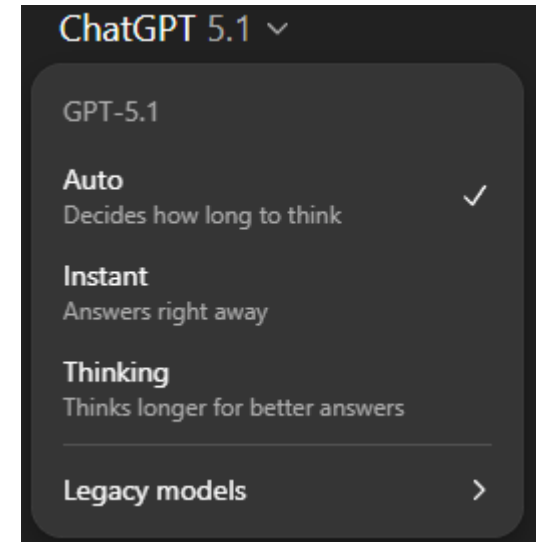 ChatGPT 5.1
GPT-5.1
Auto
Decides how long to think
Instant
Answers right away
Thinking
Thinks longer for better answers
Legacy models